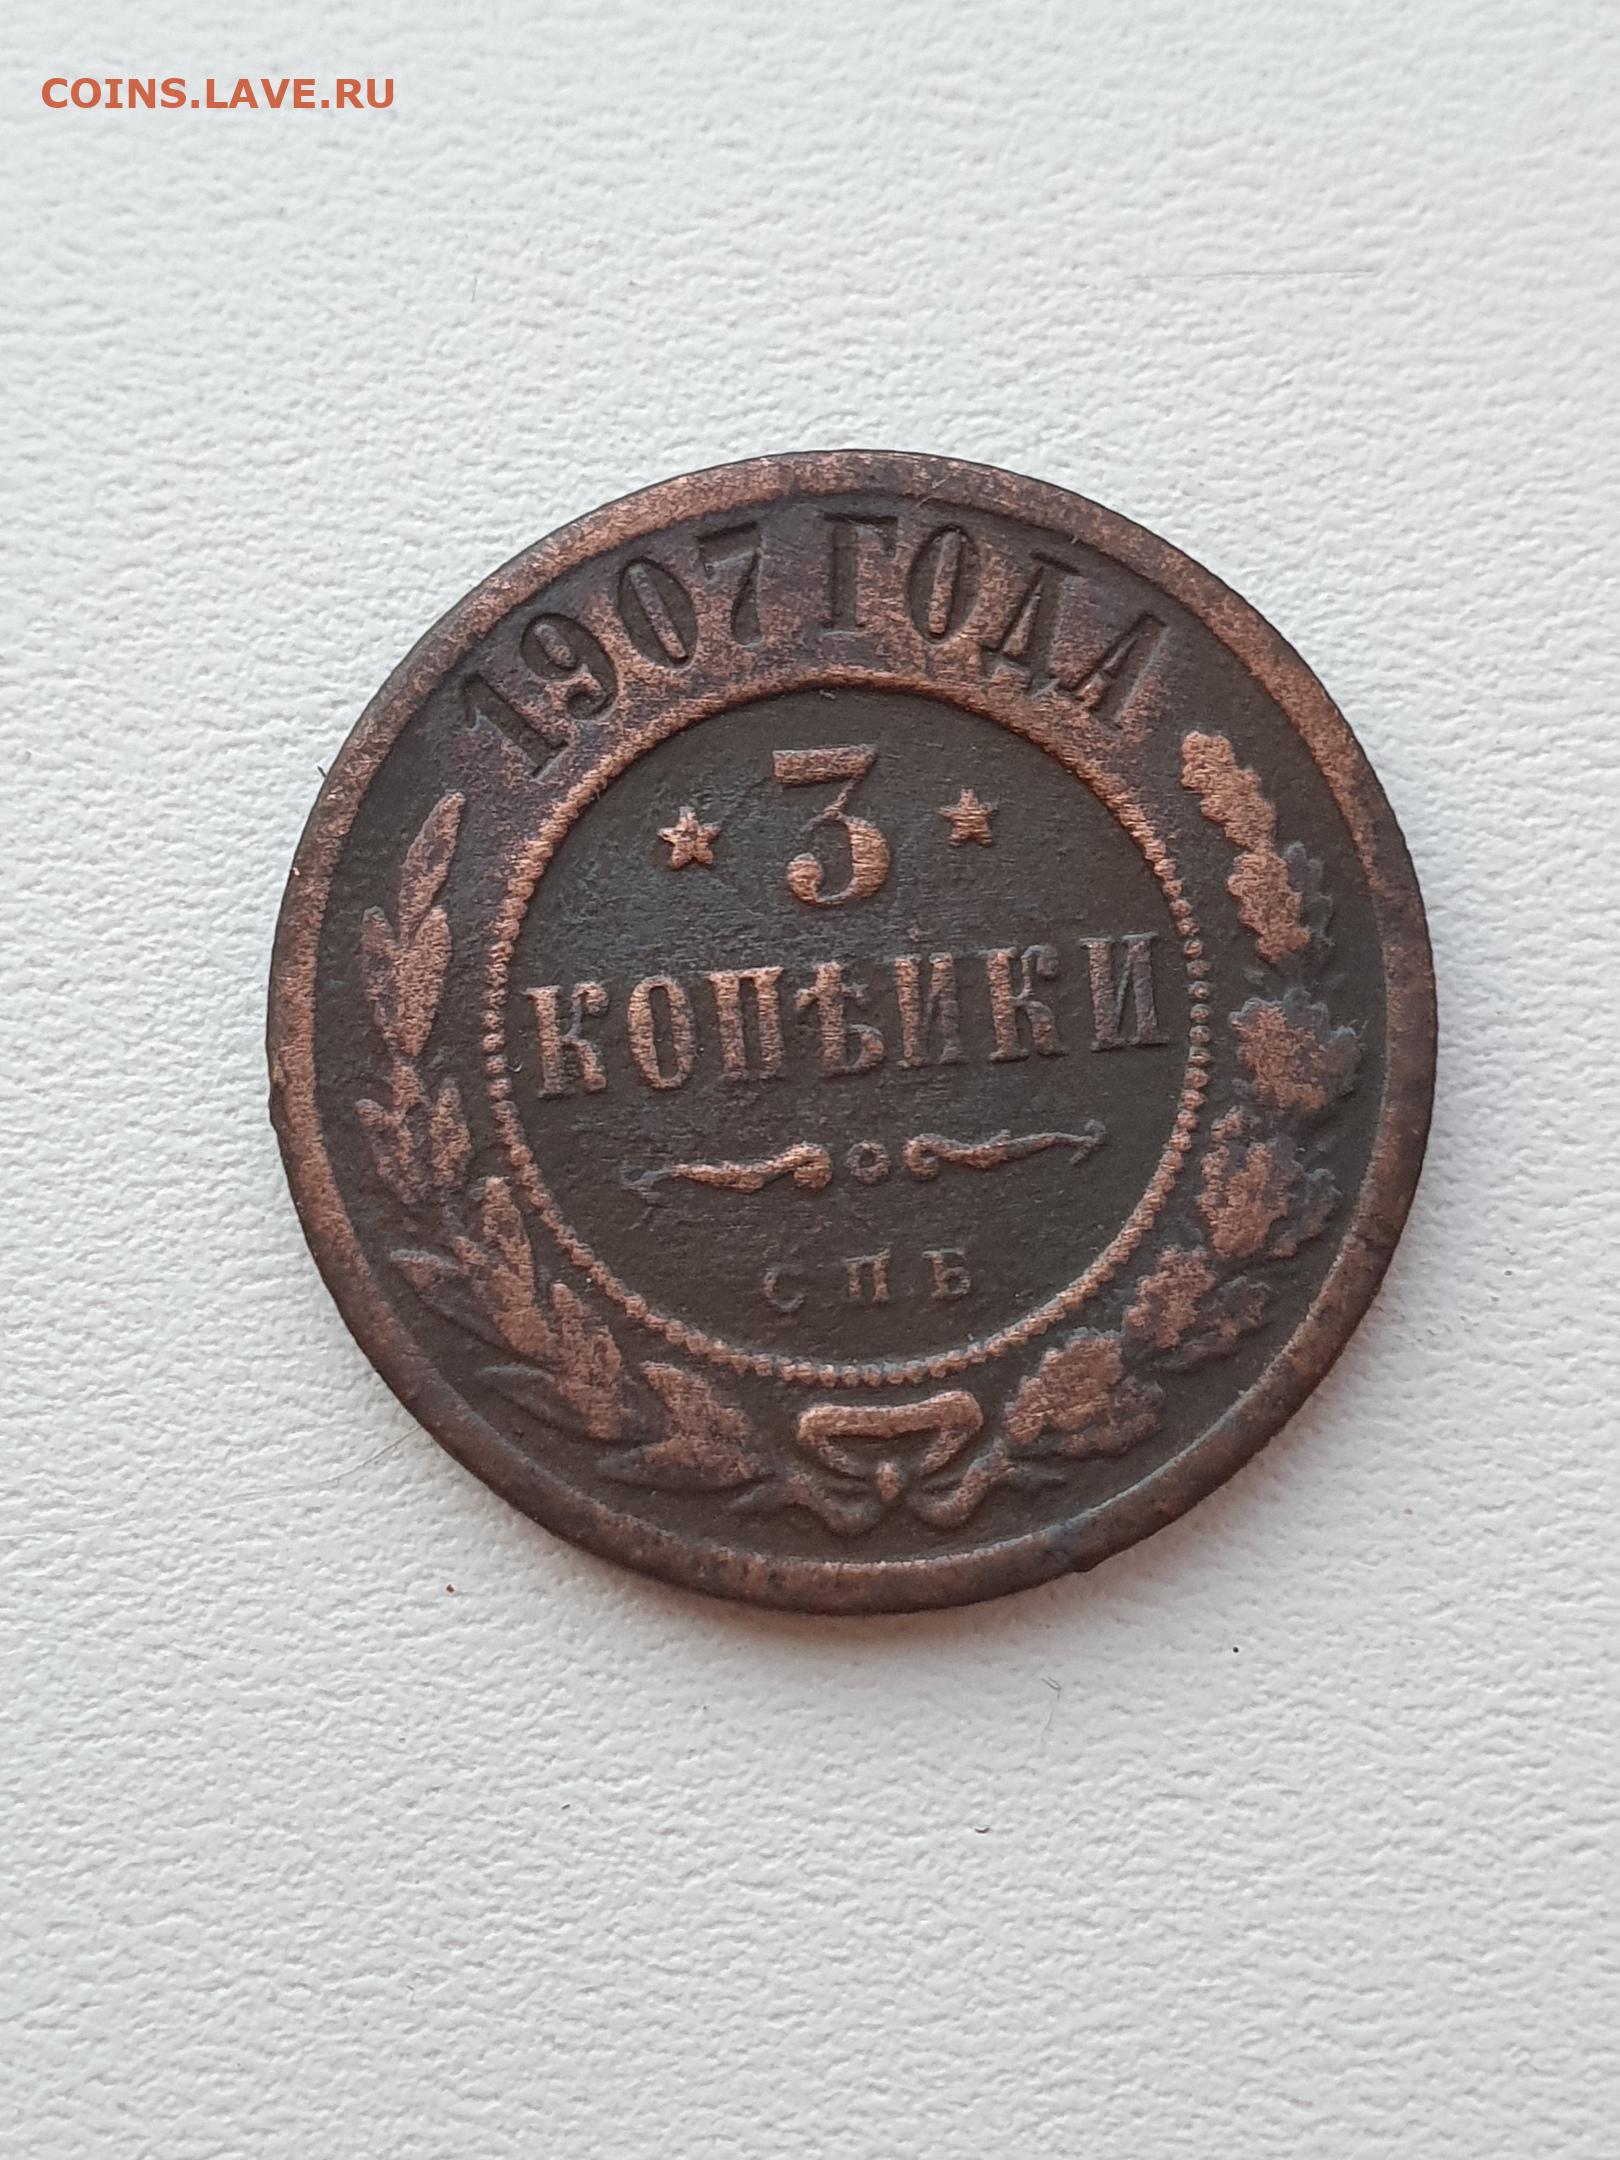 COINS.LAVE.RU
1907 ГОДА
3
КОПѢЙКИ
С П Б